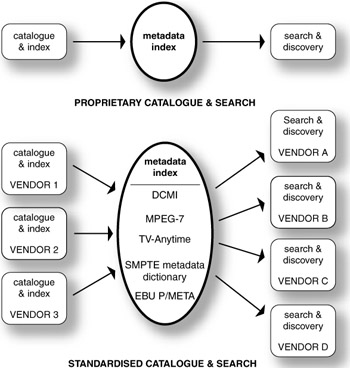 catalogue
& index
metadata
index
search &
discovery
PROPRIETARY CATALOGUE & SEARCH
catalogue
& index
VENDOR 1
catalogue
& index
VENDOR 2
catalogue
& index
VENDOR 3
metadata
index
DCMI
MPEG-7
TV-Anytime
SMPTE metadata
dictionary
EBU P/META
Search &
discovery
VENDOR A
search &
discovery
VENDOR B
search &
discovery
VENDOR C
search &
discovery
VENDOR D
STANDARDISED CATALOGUE & SEARCH